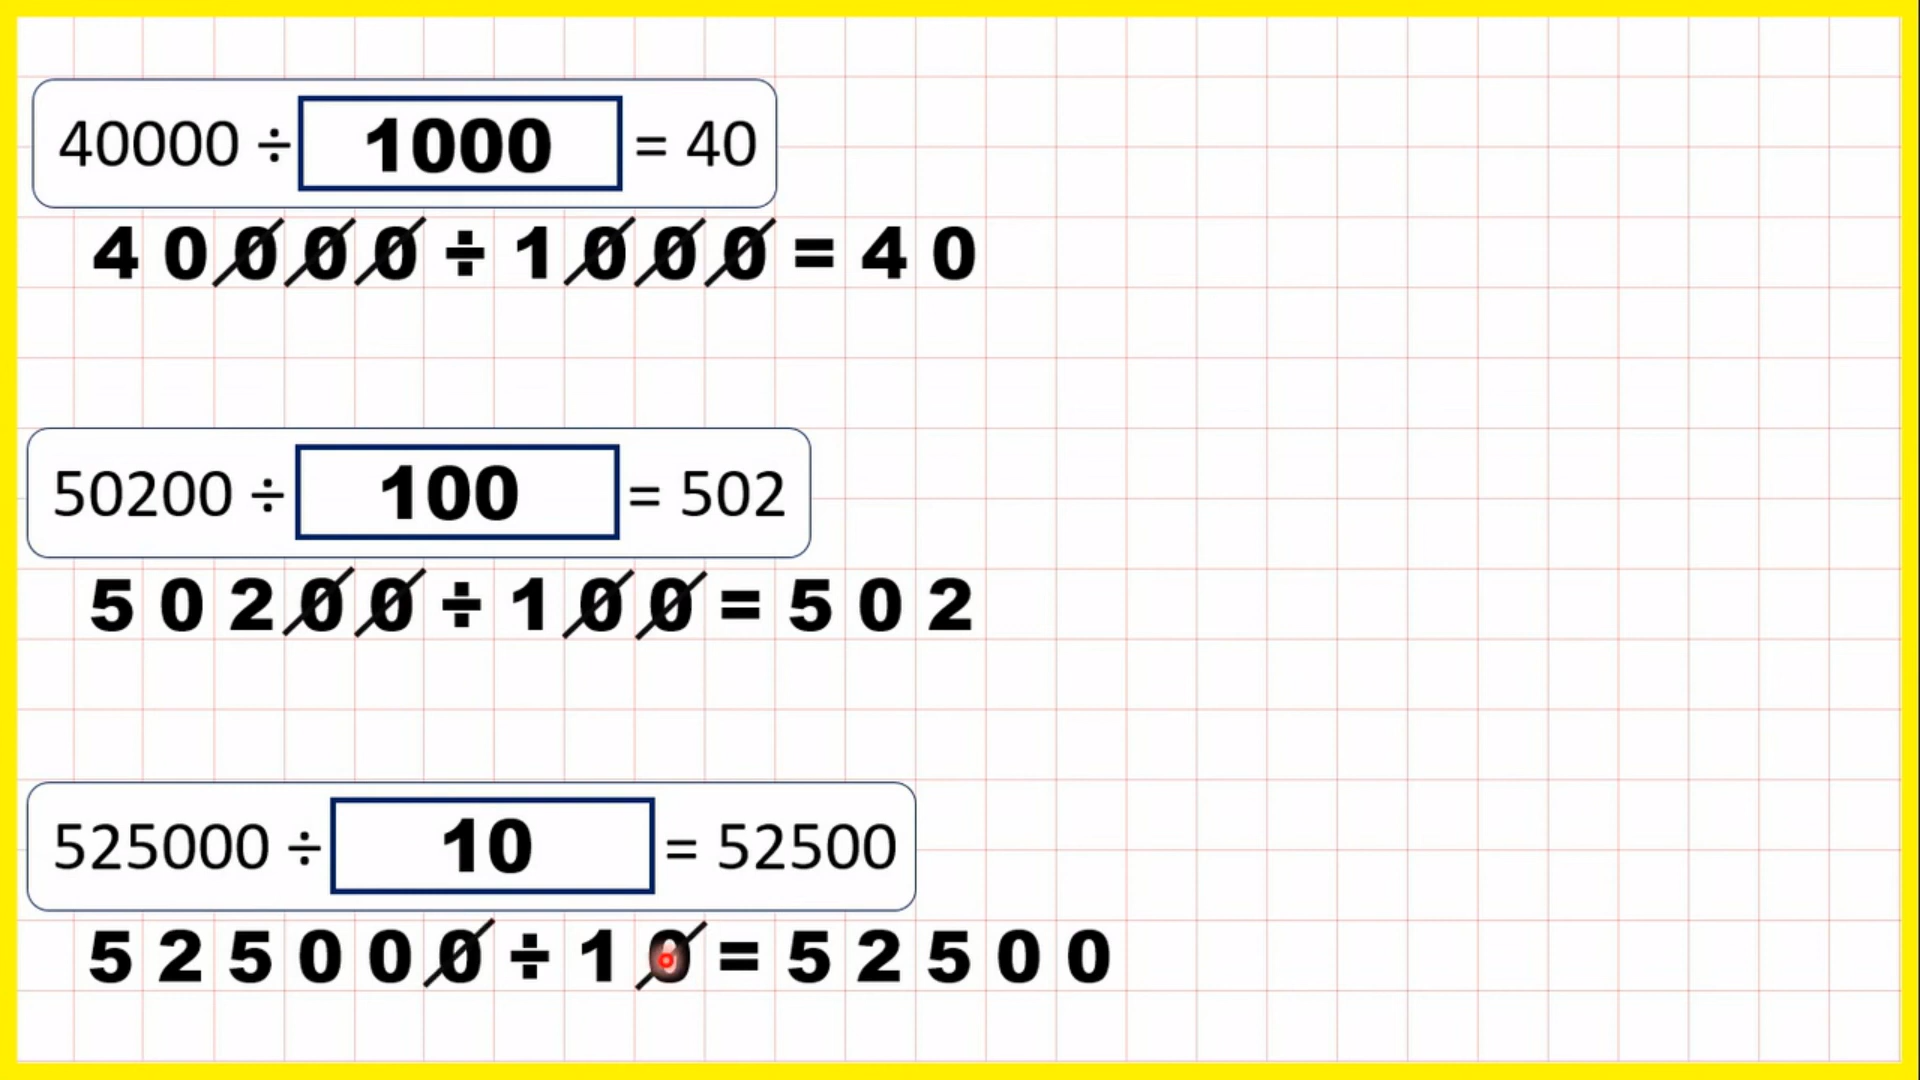 40000 ÷ 1000 = 40
4 0 0 0 0 ÷ 1 0 0 0 = 4 0
50200 ÷ 100 = 502
5 0 2 0 0 ÷ 1 0 0 = 5 0 2
525000 ÷ 10 = 52500
5 2 5 0 0 0 ÷ 1 0 = 5 2 5 0 0